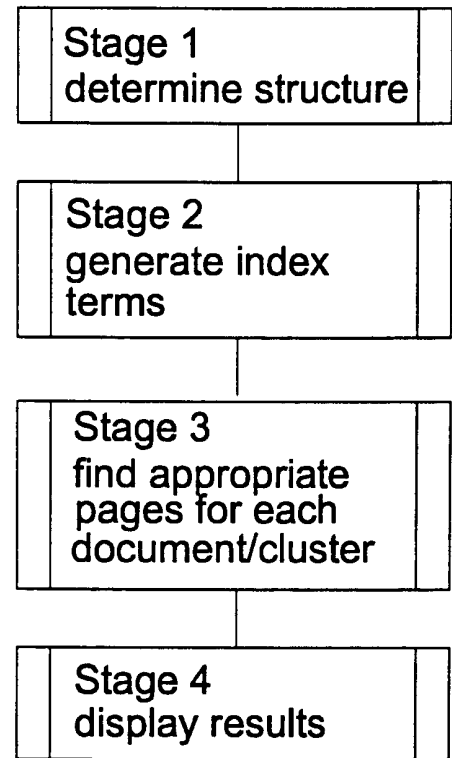 Stage 1
determine structure
Stage 2
generate index
terms
Stage 3
find appropriate
pages for each
document/cluster
Stage 4
display results